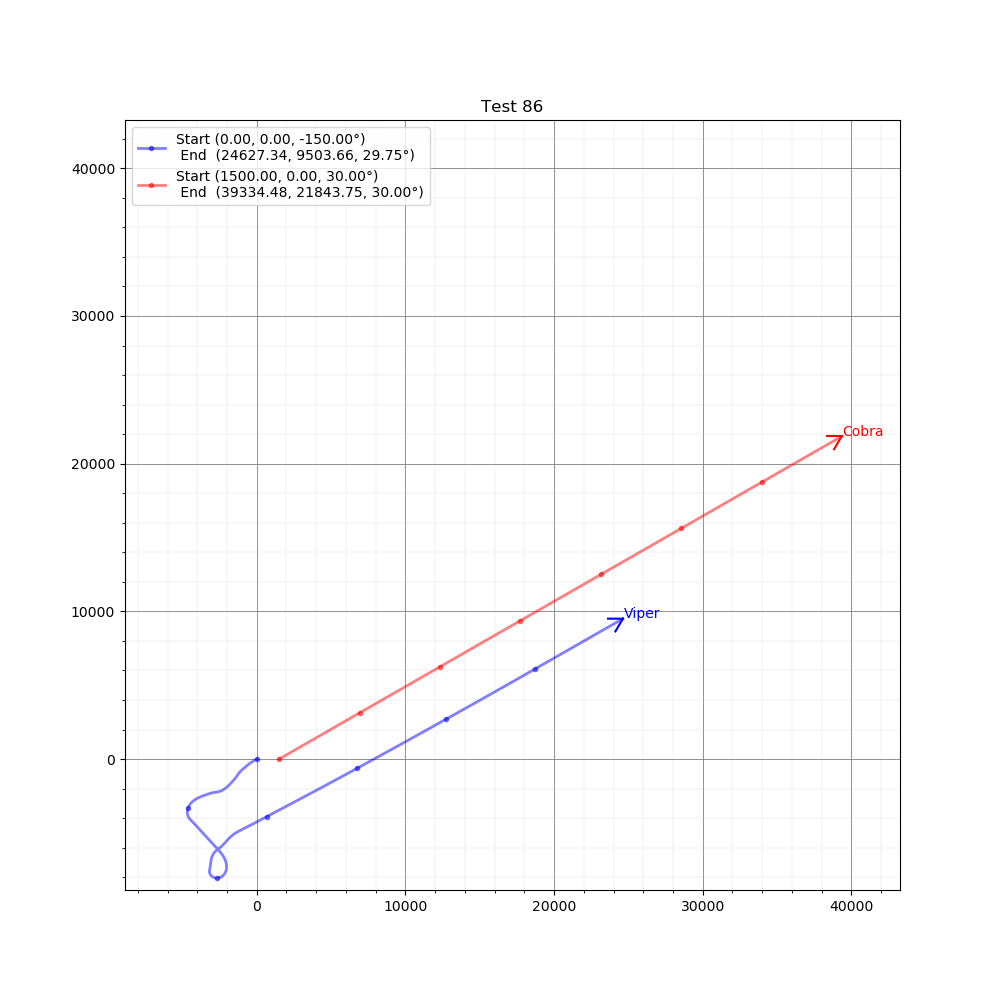 Test 86
Start (0.00, 0.00, -150.00°)
End  (24627.34, 9503.66, 29.75°)
Start (1500.00, 0.00, 30.00°)
End  (39334.48, 21843.75, 30.00°)
40000
30000
20000
10000
0
Cobra
Viper
0
10000
20000
30000
40000